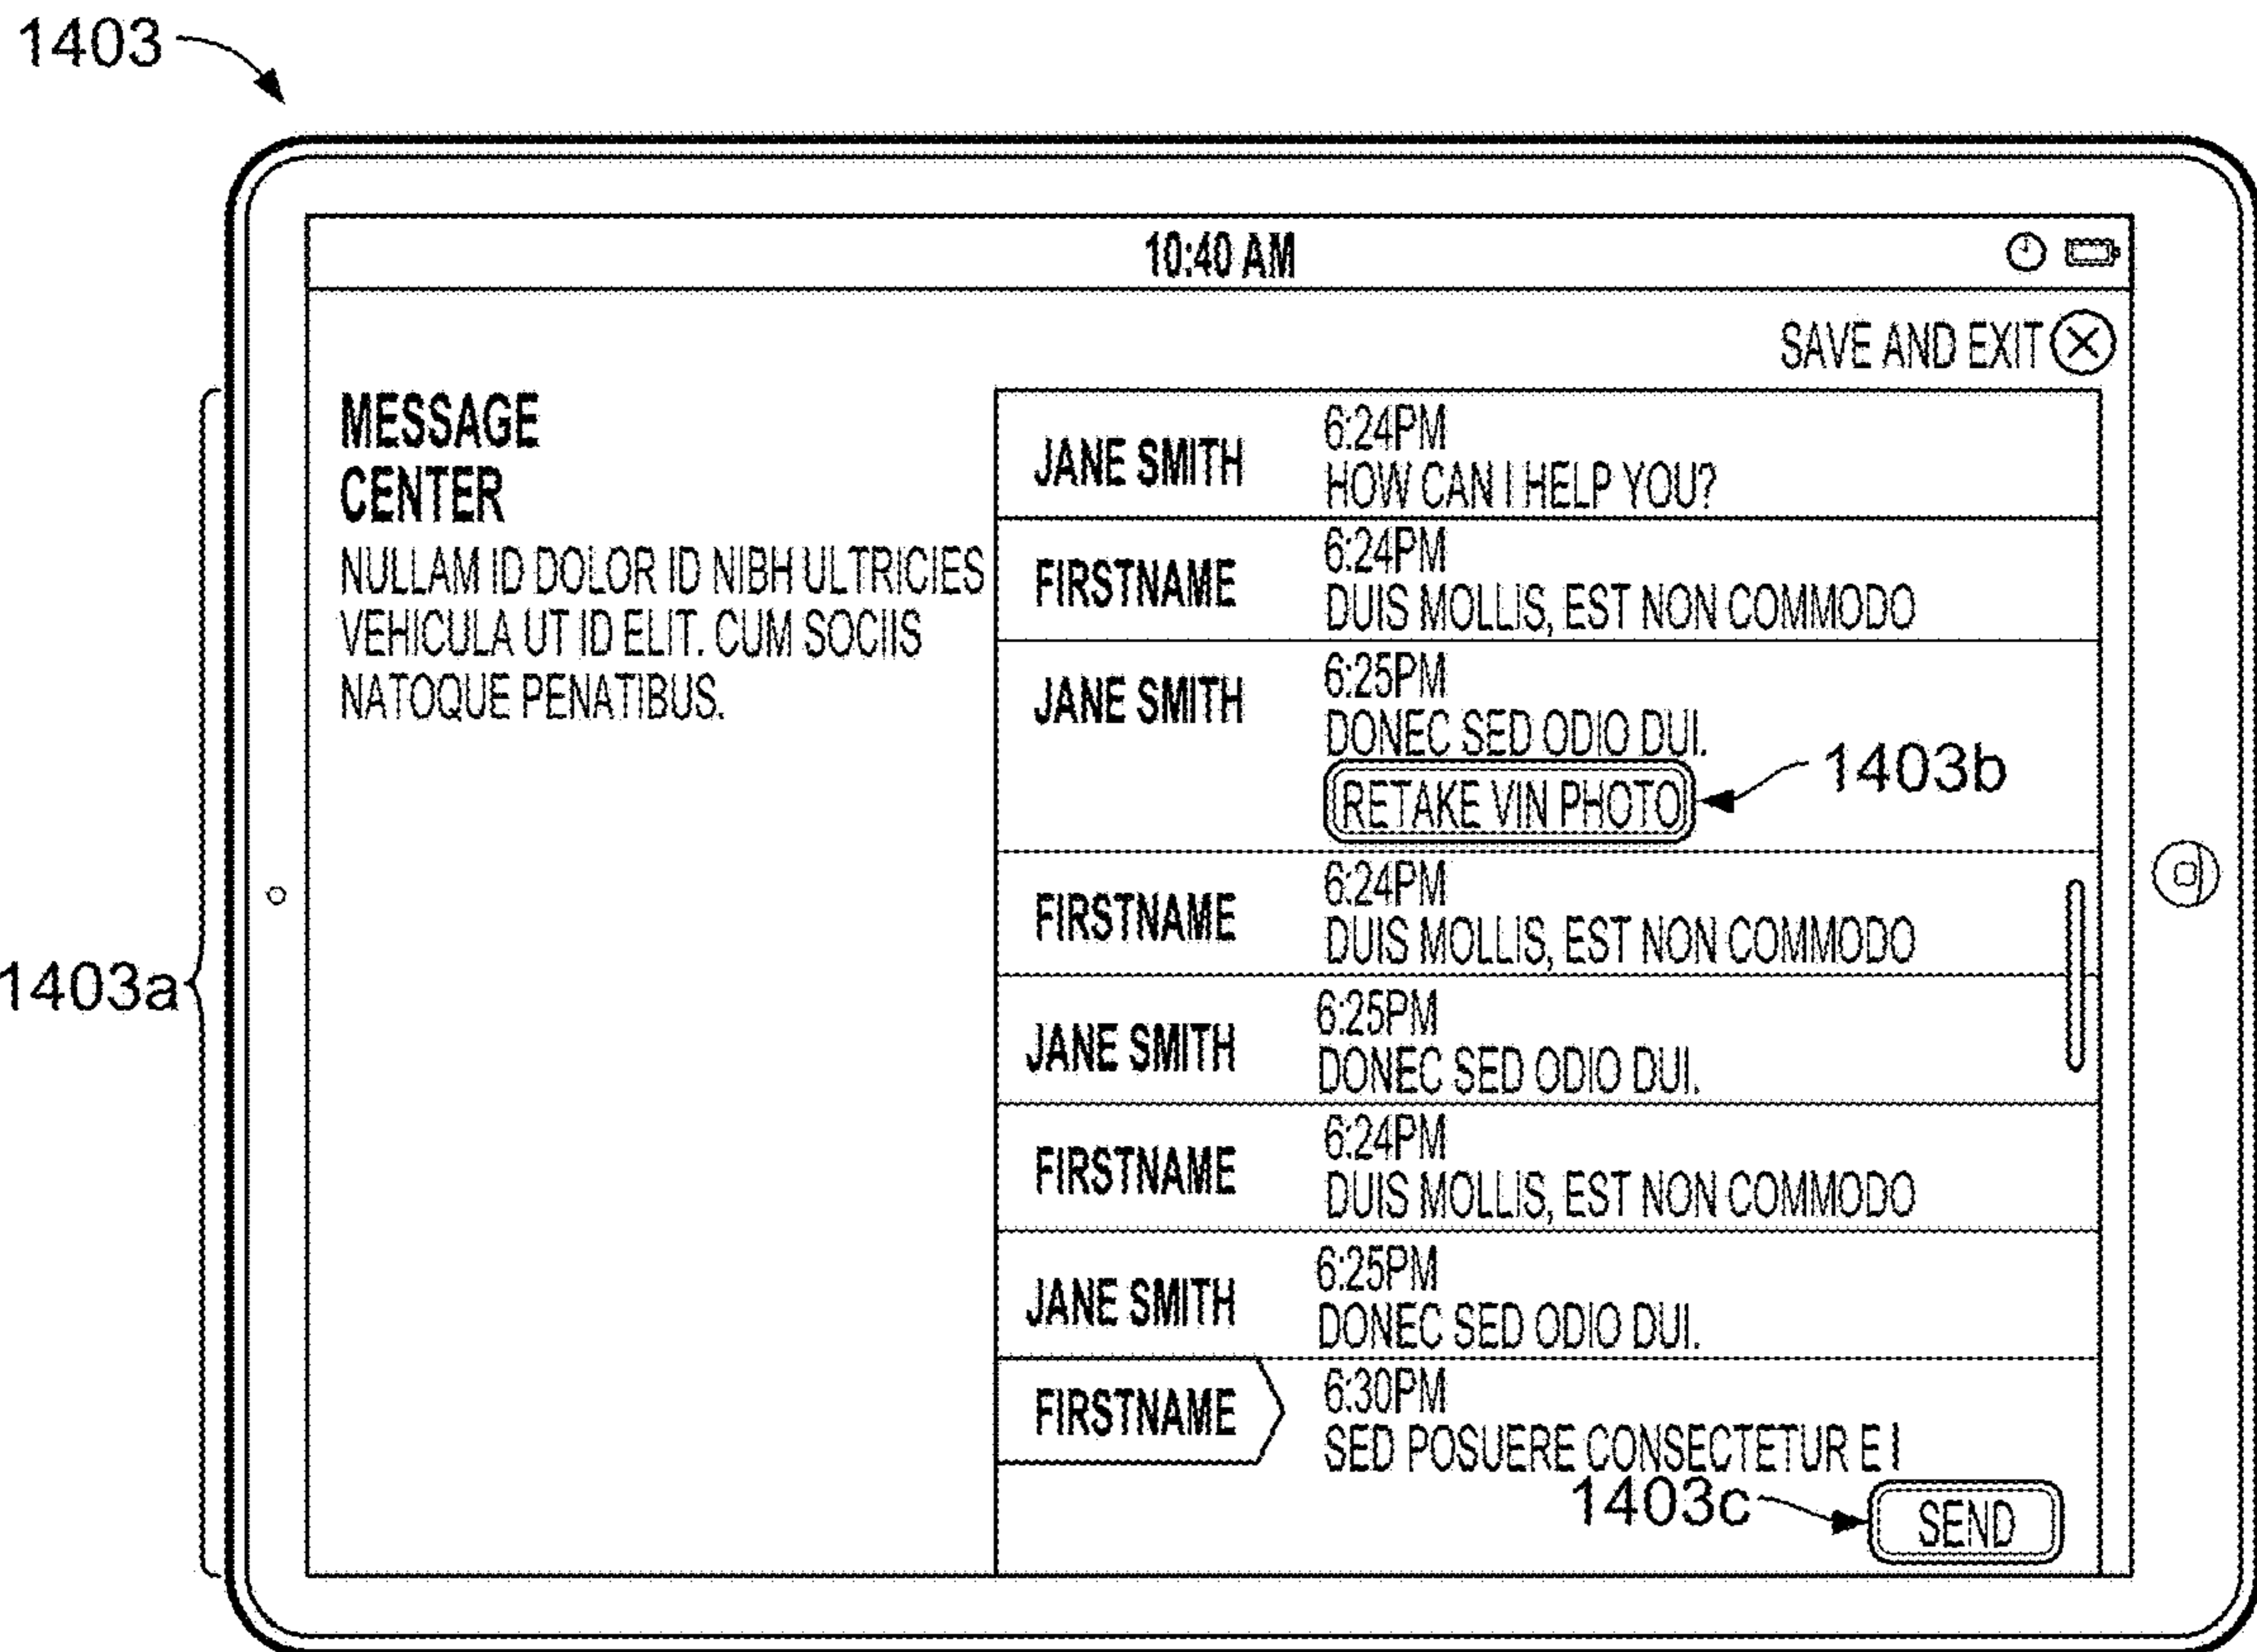 1403
10:40 AM
SAVE AND EXIT
1403a
MESSAGE
CENTER
NULLAM ID DOLOR ID NIBH ULTRICIES
VEHICULA UT ID ELIT. CUM SOCIIS
NATOQUE PENATIBUS.
JANE SMITH
6:24PM
HOW CAN I HELP YOU?
FIRSTNAME
6:24PM
DUIS MOLLIS, EST NON COMMODO
JANE SMITH
6:25PM
DONEC SED ODIO DUI.
RETAKE VIN PHOTO
1403b
FIRSTNAME
6:24PM
DUIS MOLLIS, EST NON COMMODO
JANE SMITH
6:25PM
DONEC SED ODIO DUI.
FIRSTNAME
6:24PM
DUIS MOLLIS, EST NON COMMODO
JANE SMITH
6:25PM
DONEC SED ODIO DUI.
FIRSTNAME
6:30PM
SED POSUERE CONSECTETUR E
1403c
SEND